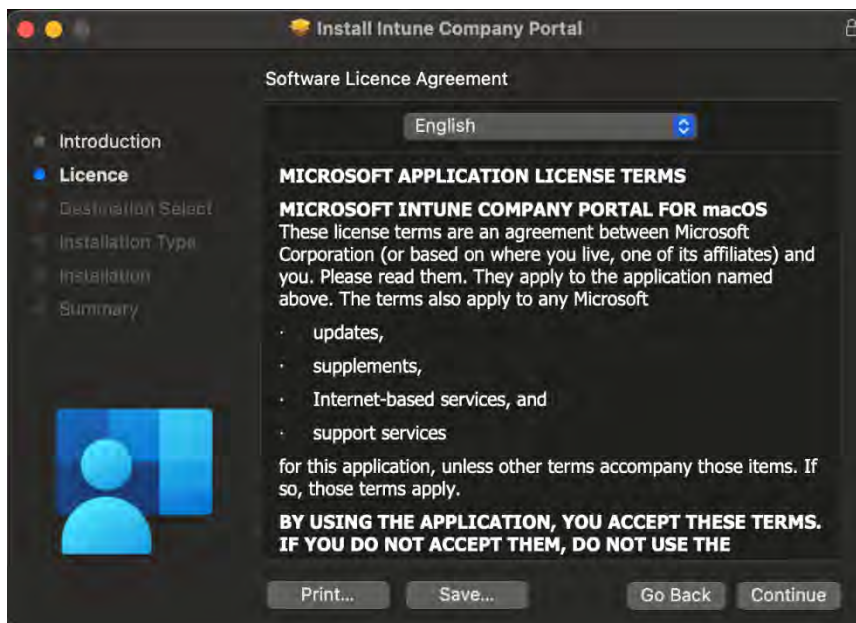 Install Intune Company Portal
Software Licence Agreement
Introduction
Licence
Destination Select
Installation Type
Installation
Summary
English
MICROSOFT APPLICATION LICENSE TERMS
MICROSOFT INTUNE COMPANY PORTAL FOR macOS
These license terms are an agreement between Microsoft
Corporation (or based on where you live, one of its affiliates) and
you. Please read them. They apply to the application named
above. The terms also apply to any Microsoft
· updates,
· supplements,
· Internet-based services, and
· support services
for this application, unless other terms accompany those items. If
so, those terms apply.
BY USING THE APPLICATION, YOU ACCEPT THESE TERMS.
IF YOU DO NOT ACCEPT THEM, DO NOT USE THE
Print... Save... Go Back Continue